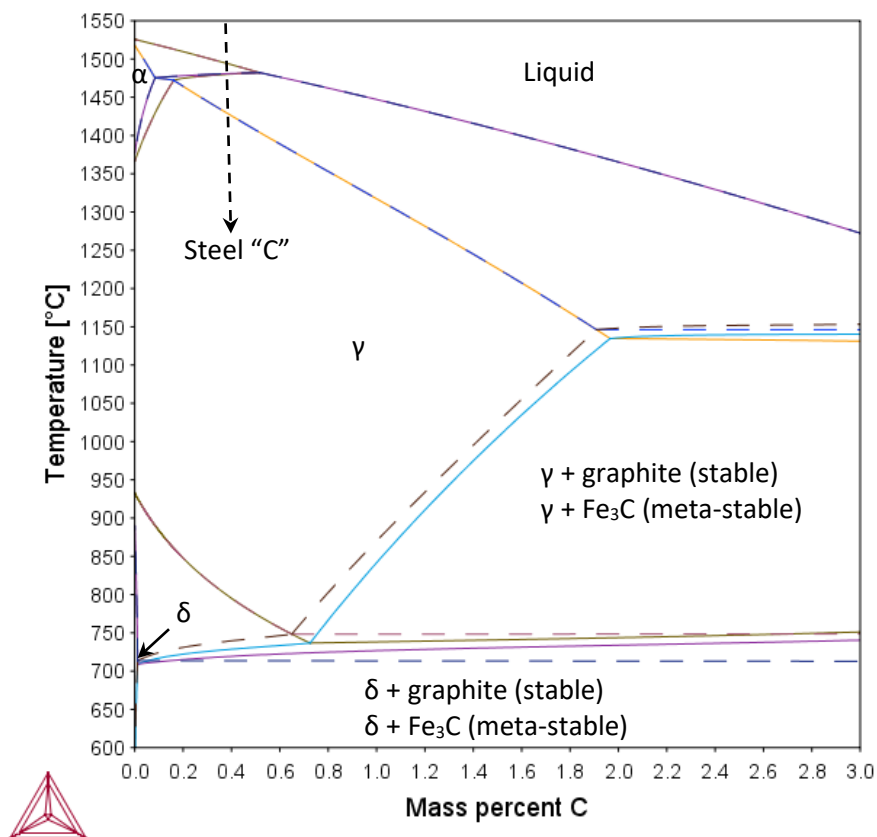 1550
1500
1450
1400
1350
1300
1250
1200
1150
1100
1050
1000
950
900
850
800
750
700
650
600
Temperature [°C]
α
Liquid
Steel “C”
γ
γ + graphite (stable)
γ + Fe₃C (meta-stable)
δ
δ + graphite (stable)
δ + Fe₃C (meta-stable)
0.0 0.2 0.4 0.6 0.8 1.0 1.2 1.4 1.6 1.8 2.0 2.2 2.4 2.6 2.8 3.0
Mass percent C